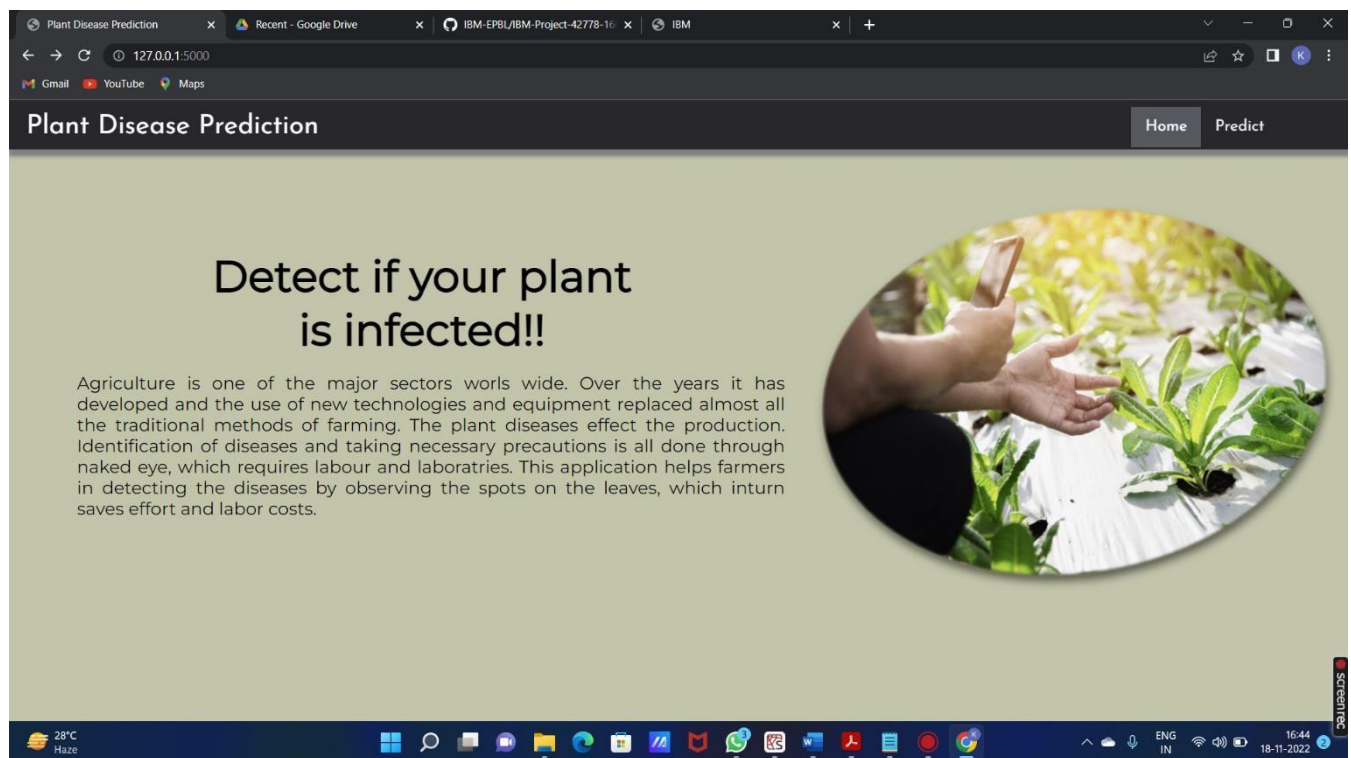 Plant Disease Prediction
Recent - Google Drive
IBM-EPBL/IBM-Project-42778-16
IBM
127.0.0.1:5000
K
Gmail
YouTube
Maps
Plant Disease Prediction
Home
Predict
Detect if your plant
is infected!!
Agriculture is one of the major sectors worls wide. Over the years it has
developed and the use of new technologies and equipment replaced almost all
the traditional methods of farming. The plant diseases effect the production.
Identification of diseases and taking necessary precautions is all done through
naked eye, which requires labour and laboratries. This application helps farmers
in detecting the diseases by observing the spots on the leaves, which inturn
saves effort and labor costs.
screenrec
28°C
Haze
3
ENG
IN
16:44
18-11-2022
2